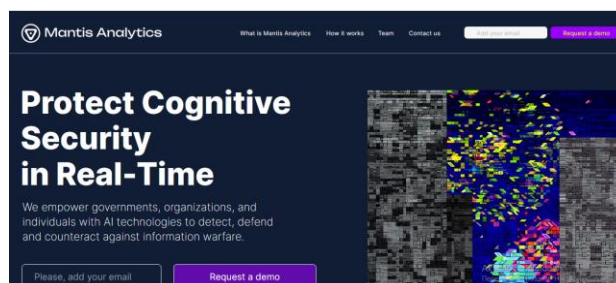 Mantis Analytics
What is Mantis Analytics
How it works
Team
Contact us
Add your email
Request a demo
Protect Cognitive
Security
in Real-Time
We empower governments, organizations, and
individuals with AI technologies to detect, defend
and counteract against information warfare.
Please, add your email
Request a demo